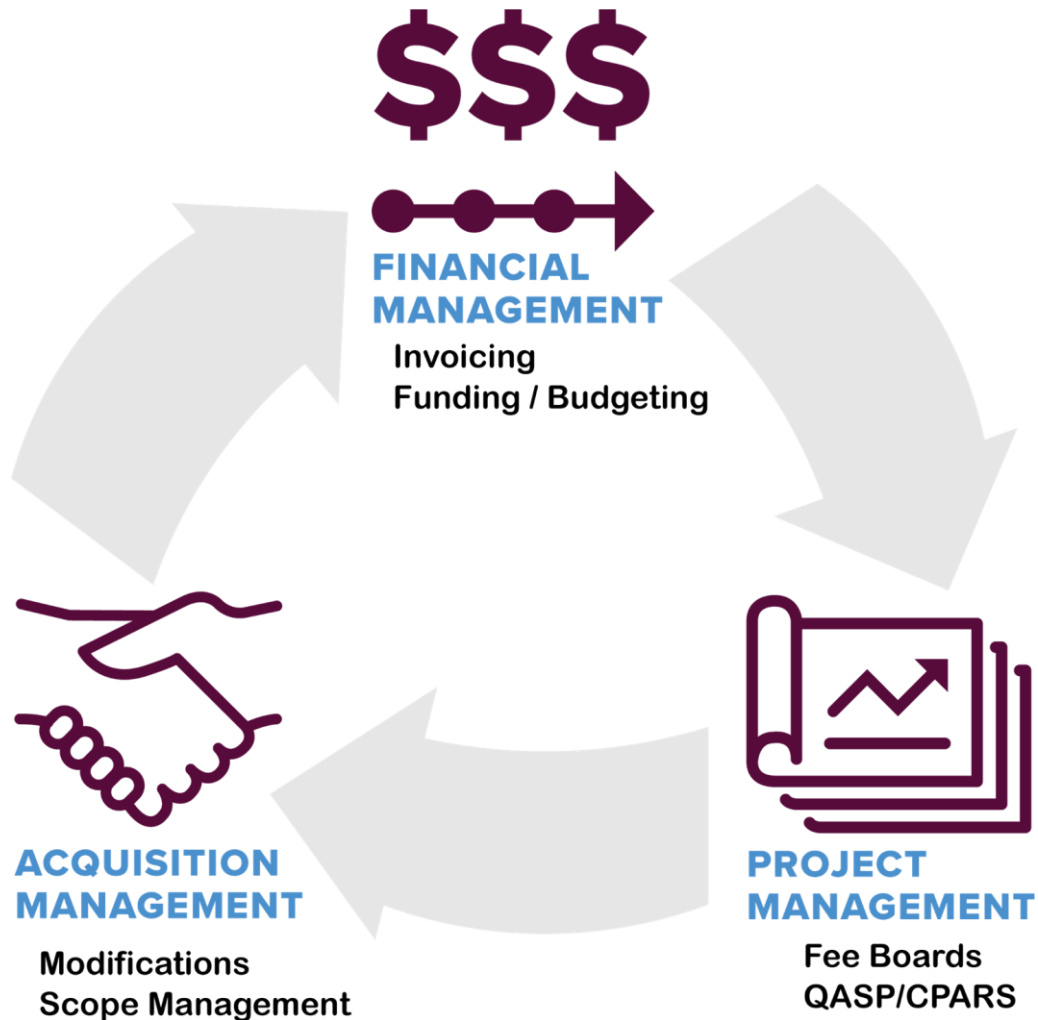 $$$
FINANCIAL
MANAGEMENT
Invoicing
Funding / Budgeting
ACQUISITION
MANAGEMENT
Modifications
Scope Management
PROJECT
MANAGEMENT
Fee Boards
QASP/CPARS